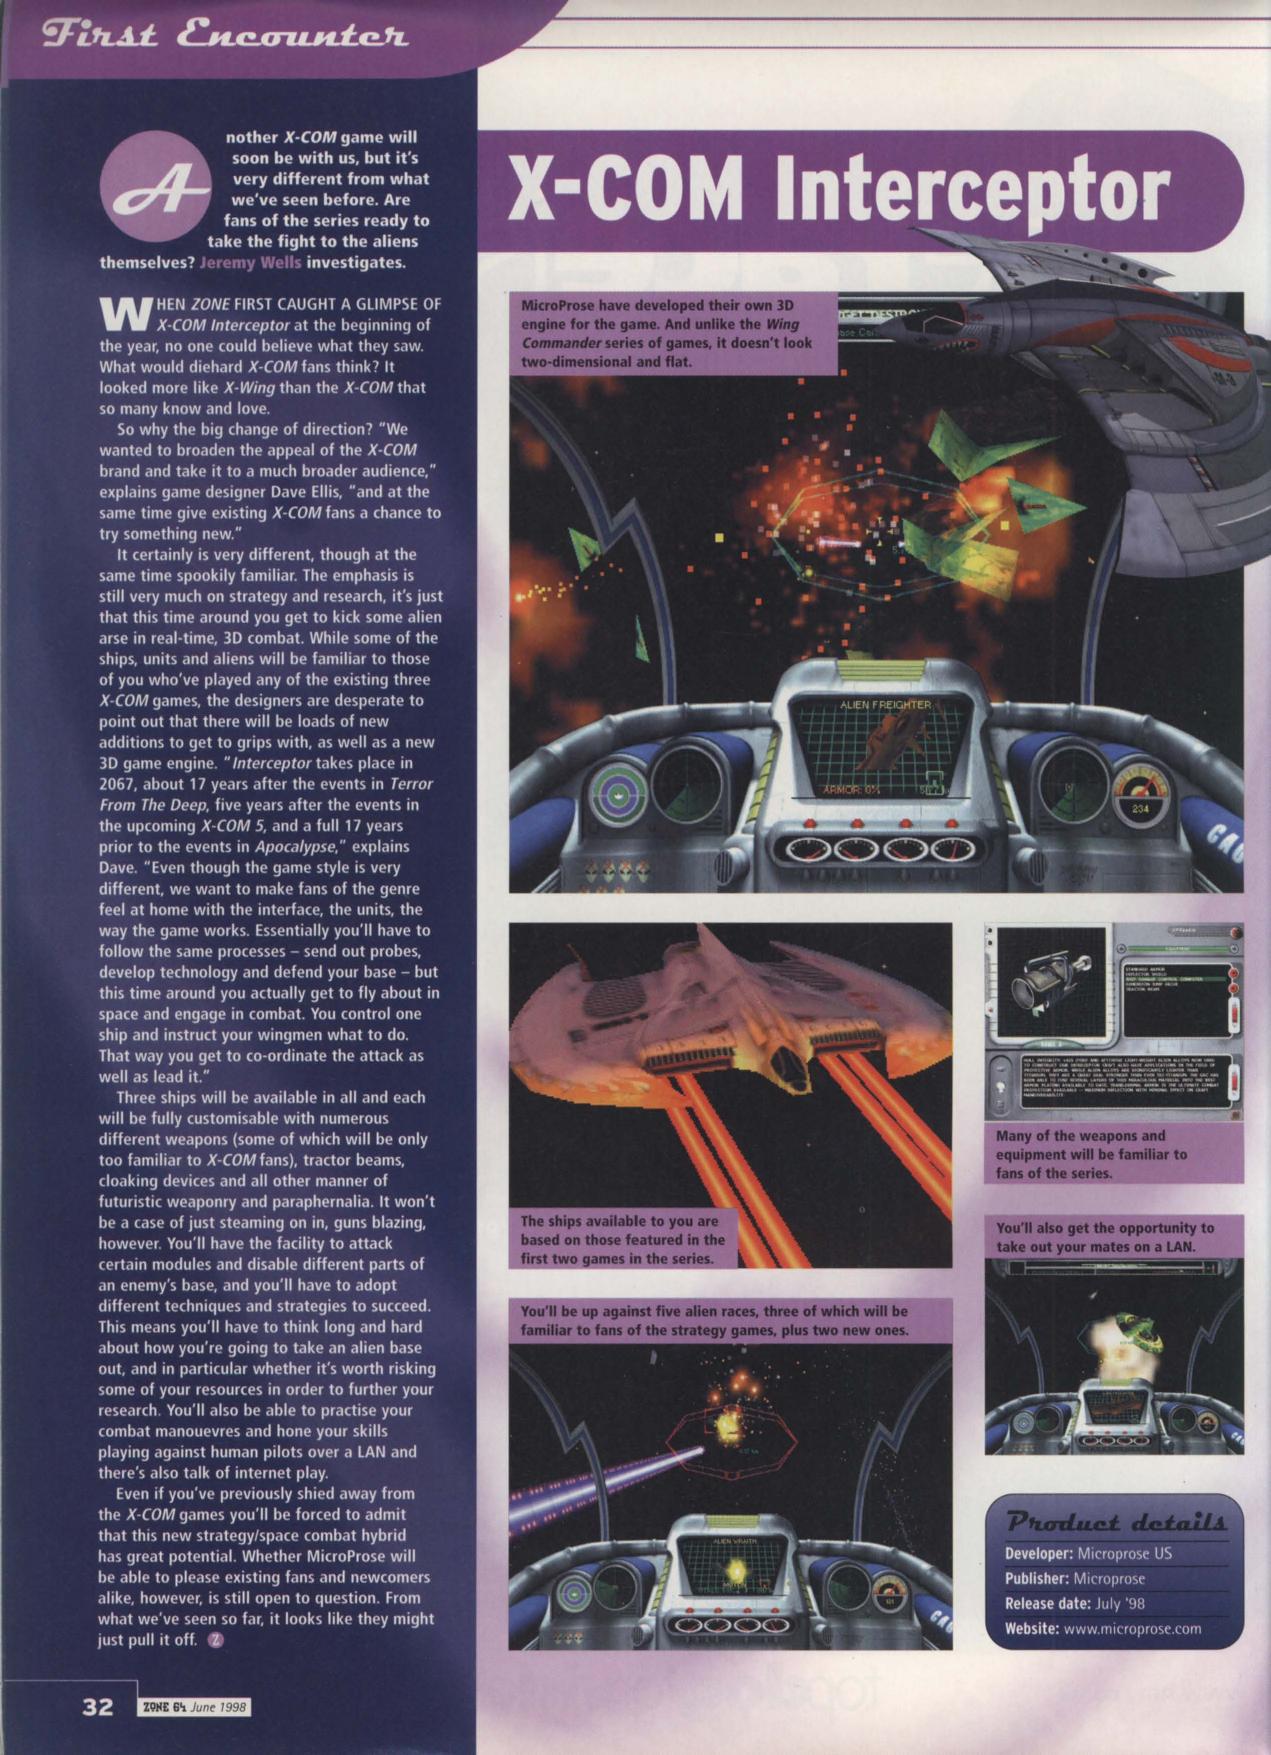 First Encounter
Another X-COM game will
soon be with us, but it's
very different from what
we've seen before. Are
fans of the series ready to
take the fight to the aliens
themselves? Jeremy Wells investigates.
WHEN ZONE FIRST CAUGHT A GLIMPSE OF
X-COM Interceptor at the beginning of
the year, no one could believe what they saw.
What would diehard X-COM fans think? It
looked more like X-Wing than the X-COM that
so many know and love.
So why the big change of direction? "We
wanted to broaden the appeal of the X-COM
brand and take it to a much broader audience,"
explains game designer Dave Ellis, "and at the
same time give existing X-COM fans a chance to
try something new."
It certainly is very different, though at the
same time spookily familiar. The emphasis is
still very much on strategy and research, it's just
that this time around you get to kick some alien
arse in real-time, 3D combat. While some of the
ships, units and aliens will be familiar to those
of you who've played any of the existing three
X-COM games, the designers are desperate to
point out that there will be loads of new
additions to get to grips with, as well as a new
3D game engine. "Interceptor takes place in
2067, about 17 years after the events in Terror
From The Deep, five years after the events in
the upcoming X-COM 5, and a full 17 years
prior to the events in Apocalypse," explains
Dave. "Even though the game style is very
different, we want to make fans of the genre
feel at home with the interface, the units, the
way the game works. Essentially you'll have to
follow the same processes – send out probes,
develop technology and defend your base – but
this time around you actually get to fly about in
space and engage in combat. You control one
ship and instruct your wingmen what to do.
That way you get to co-ordinate the attack as
well as lead it."
Three ships will be available in all and each
will be fully customisable with numerous
different weapons (some of which will be only
too familiar to X-COM fans), tractor beams,
cloaking devices and all other manner of
futuristic weaponry and paraphernalia. It won't
be a case of just steaming on in, guns blazing,
however. You'll have the facility to attack
certain modules and disable different parts of
an enemy's base, and you'll have to adopt
different techniques and strategies to succeed.
This means you'll have to think long and hard
about how you're going to take an alien base
out, and in particular whether it's worth risking
some of your resources in order to further your
research. You'll also be able to practise your
combat manouevres and hone your skills
playing against human pilots over a LAN and
there's also talk of internet play.
Even if you've previously shied away from
the X-COM games you'll be forced to admit
that this new strategy/space combat hybrid
has great potential. Whether MicroProse will
be able to please existing fans and newcomers
alike, however, is still open to question. From
what we've seen so far, it looks like they might
just pull it off. Z
X-COM Interceptor
MicroProse have developed their own 3D
engine for the game. And unlike the Wing
Commander series of games, it doesn't look
two-dimensional and flat.
ALIEN FREIGHTER
ARMOR: 0%
234
The ships available to you are
based on those featured in the
first two games in the series.
STANDARD ARMOR
DEFLECTOR SHIELD
TRACTOR BEAM
Many of the weapons and
equipment will be familiar to
fans of the series.
You'll also get the opportunity to
take out your mates on a LAN.
You'll be up against five alien races, three of which will be
familiar to fans of the strategy games, plus two new ones.
ALIEN WRAITH
Product details
Developer: Microprose US
Publisher: Microprose
Release date: July '98
Website: www.microprose.com
32
ZONE 64 June 1998